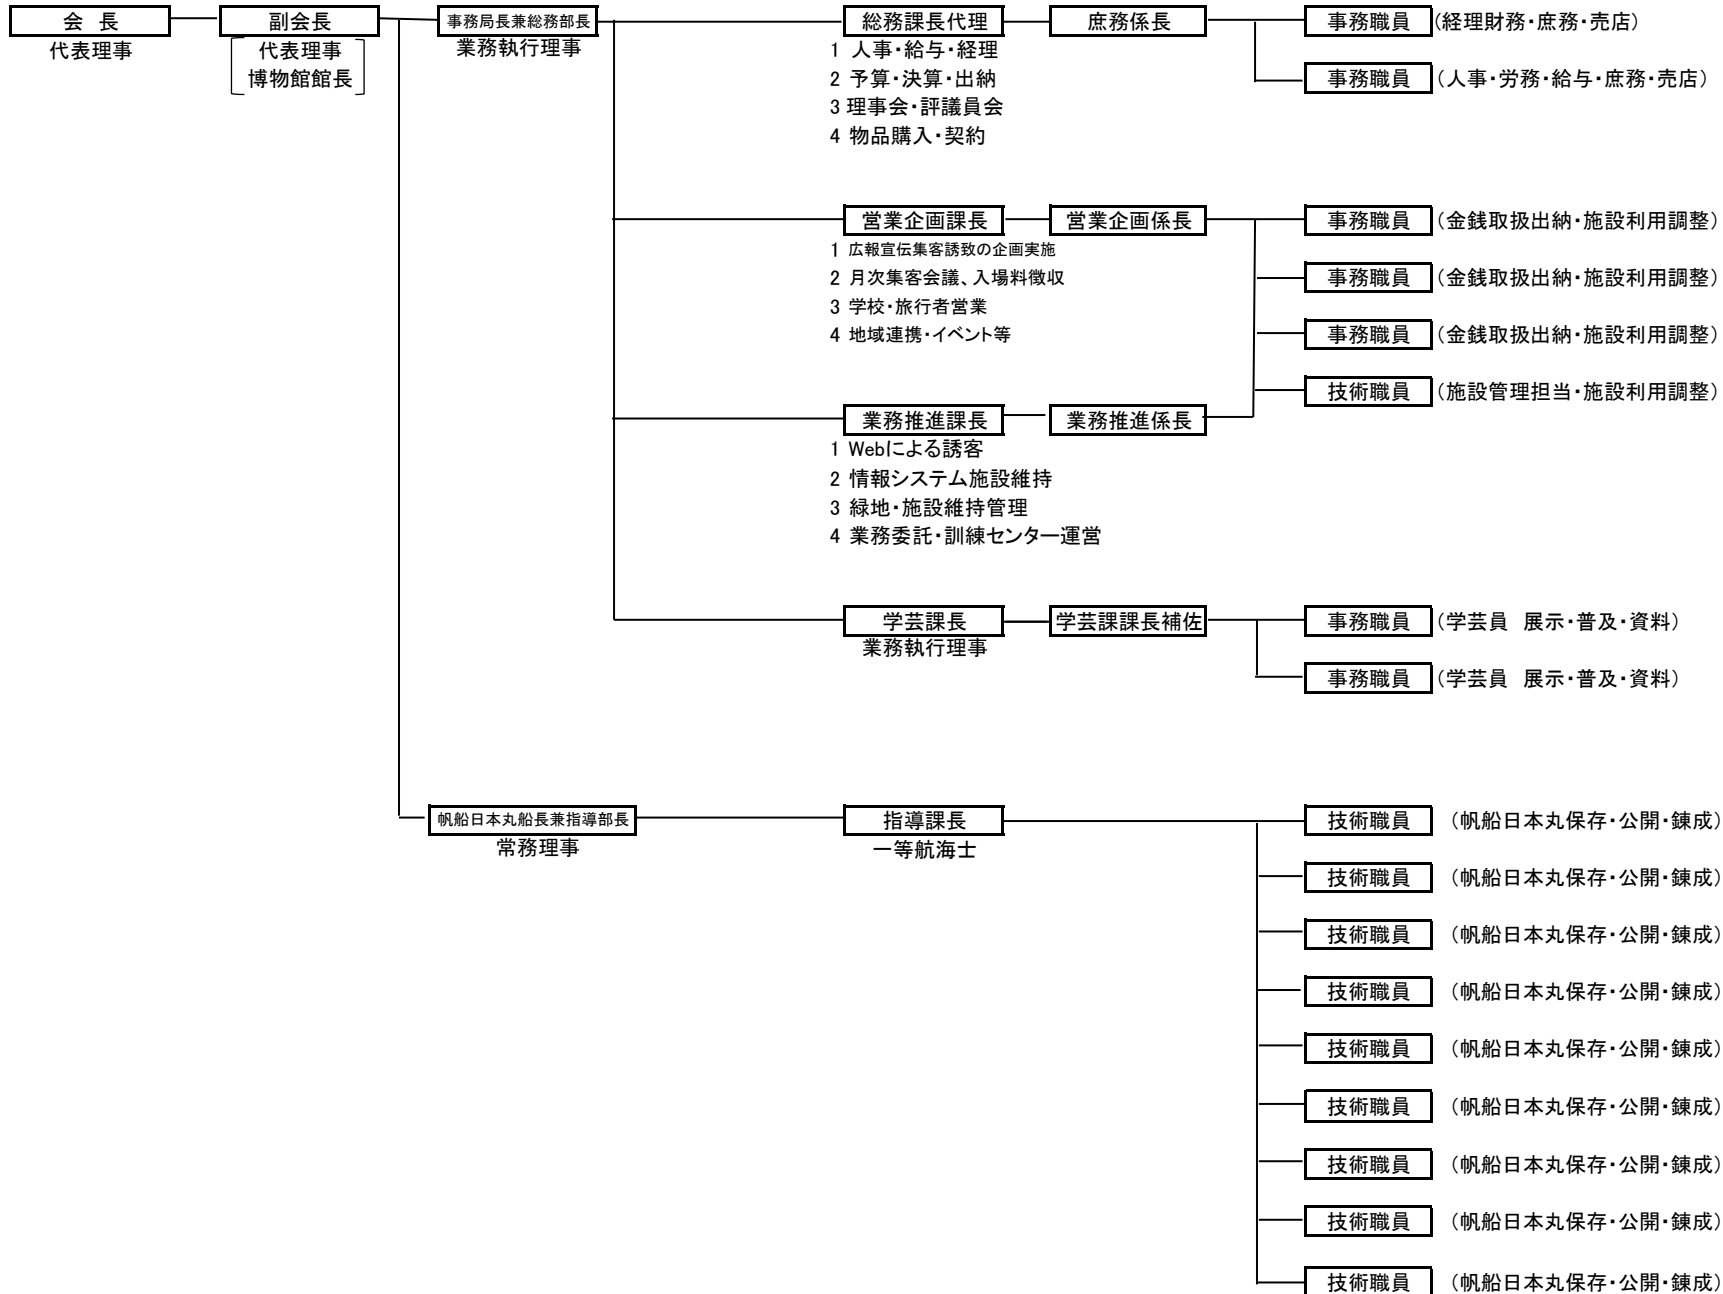 会　長
代表理事
副会長
代表理事
博物館館長
事務局長兼総務部長
業務執行理事
総務課長代理
1 人事・給与・経理
2 予算・決算・出納
3 理事会・評議員会
4 物品購入・契約
庶務係長
事務職員 （経理財務・庶務・売店）
事務職員 （人事・労務・給与・庶務・売店）
営業企画課長
1 広報宣伝集客誘致の企画実施
2 月次集客会議、入場料徴収
3 学校・旅行者営業
4 地域連携・イベント等
営業企画係長
事務職員 （金銭取扱出納・施設利用調整）
事務職員 （金銭取扱出納・施設利用調整）
事務職員 （金銭取扱出納・施設利用調整）
技術職員 （施設管理担当・施設利用調整）
業務推進課長
1 Webによる誘客
2 情報システム施設維持
3 緑地・施設維持管理
4 業務委託・訓練センター運営
業務推進係長
学芸課長
業務執行理事
学芸課課長補佐
事務職員 （学芸員　展示・普及・資料）
事務職員 （学芸員　展示・普及・資料）
帆船日本丸船長兼指導部長
常務理事
指導課長
一等航海士
技術職員 （帆船日本丸保存・公開・錬成）
技術職員 （帆船日本丸保存・公開・錬成）
技術職員 （帆船日本丸保存・公開・錬成）
技術職員 （帆船日本丸保存・公開・錬成）
技術職員 （帆船日本丸保存・公開・錬成）
技術職員 （帆船日本丸保存・公開・錬成）
技術職員 （帆船日本丸保存・公開・錬成）
技術職員 （帆船日本丸保存・公開・錬成）
技術職員 （帆船日本丸保存・公開・錬成）